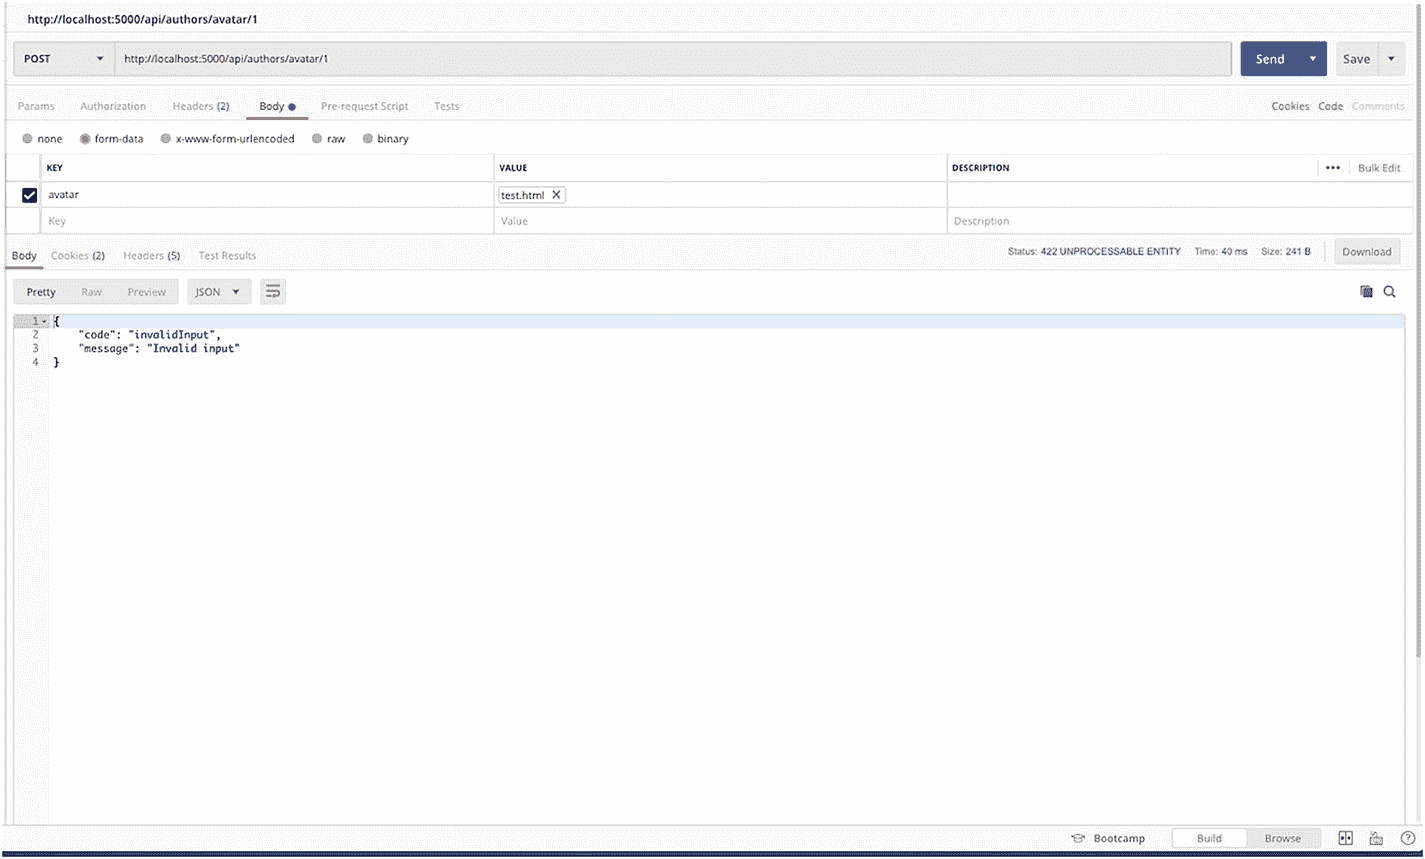 http://localhost:5000/api/authors/avatar/1
POST http://localhost:5000/api/authors/avatar/1 Send Save
Params Authorization Headers (2) Body Pre-request Script Tests Cookies Code Comments
none form-data x-www-form-urlencoded raw binary
KEY VALUE DESCRIPTION ••• Bulk Edit
avatar test.html
Key Value Description
Body Cookies (2) Headers (5) Test Results Status: 422 UNPROCESSABLE ENTITY Time: 40 ms Size: 241 B Download
Pretty Raw Preview JSON
1 {
2 "code": "invalidInput",
3 "message": "Invalid input"
4 }
Bootcamp Build Browse